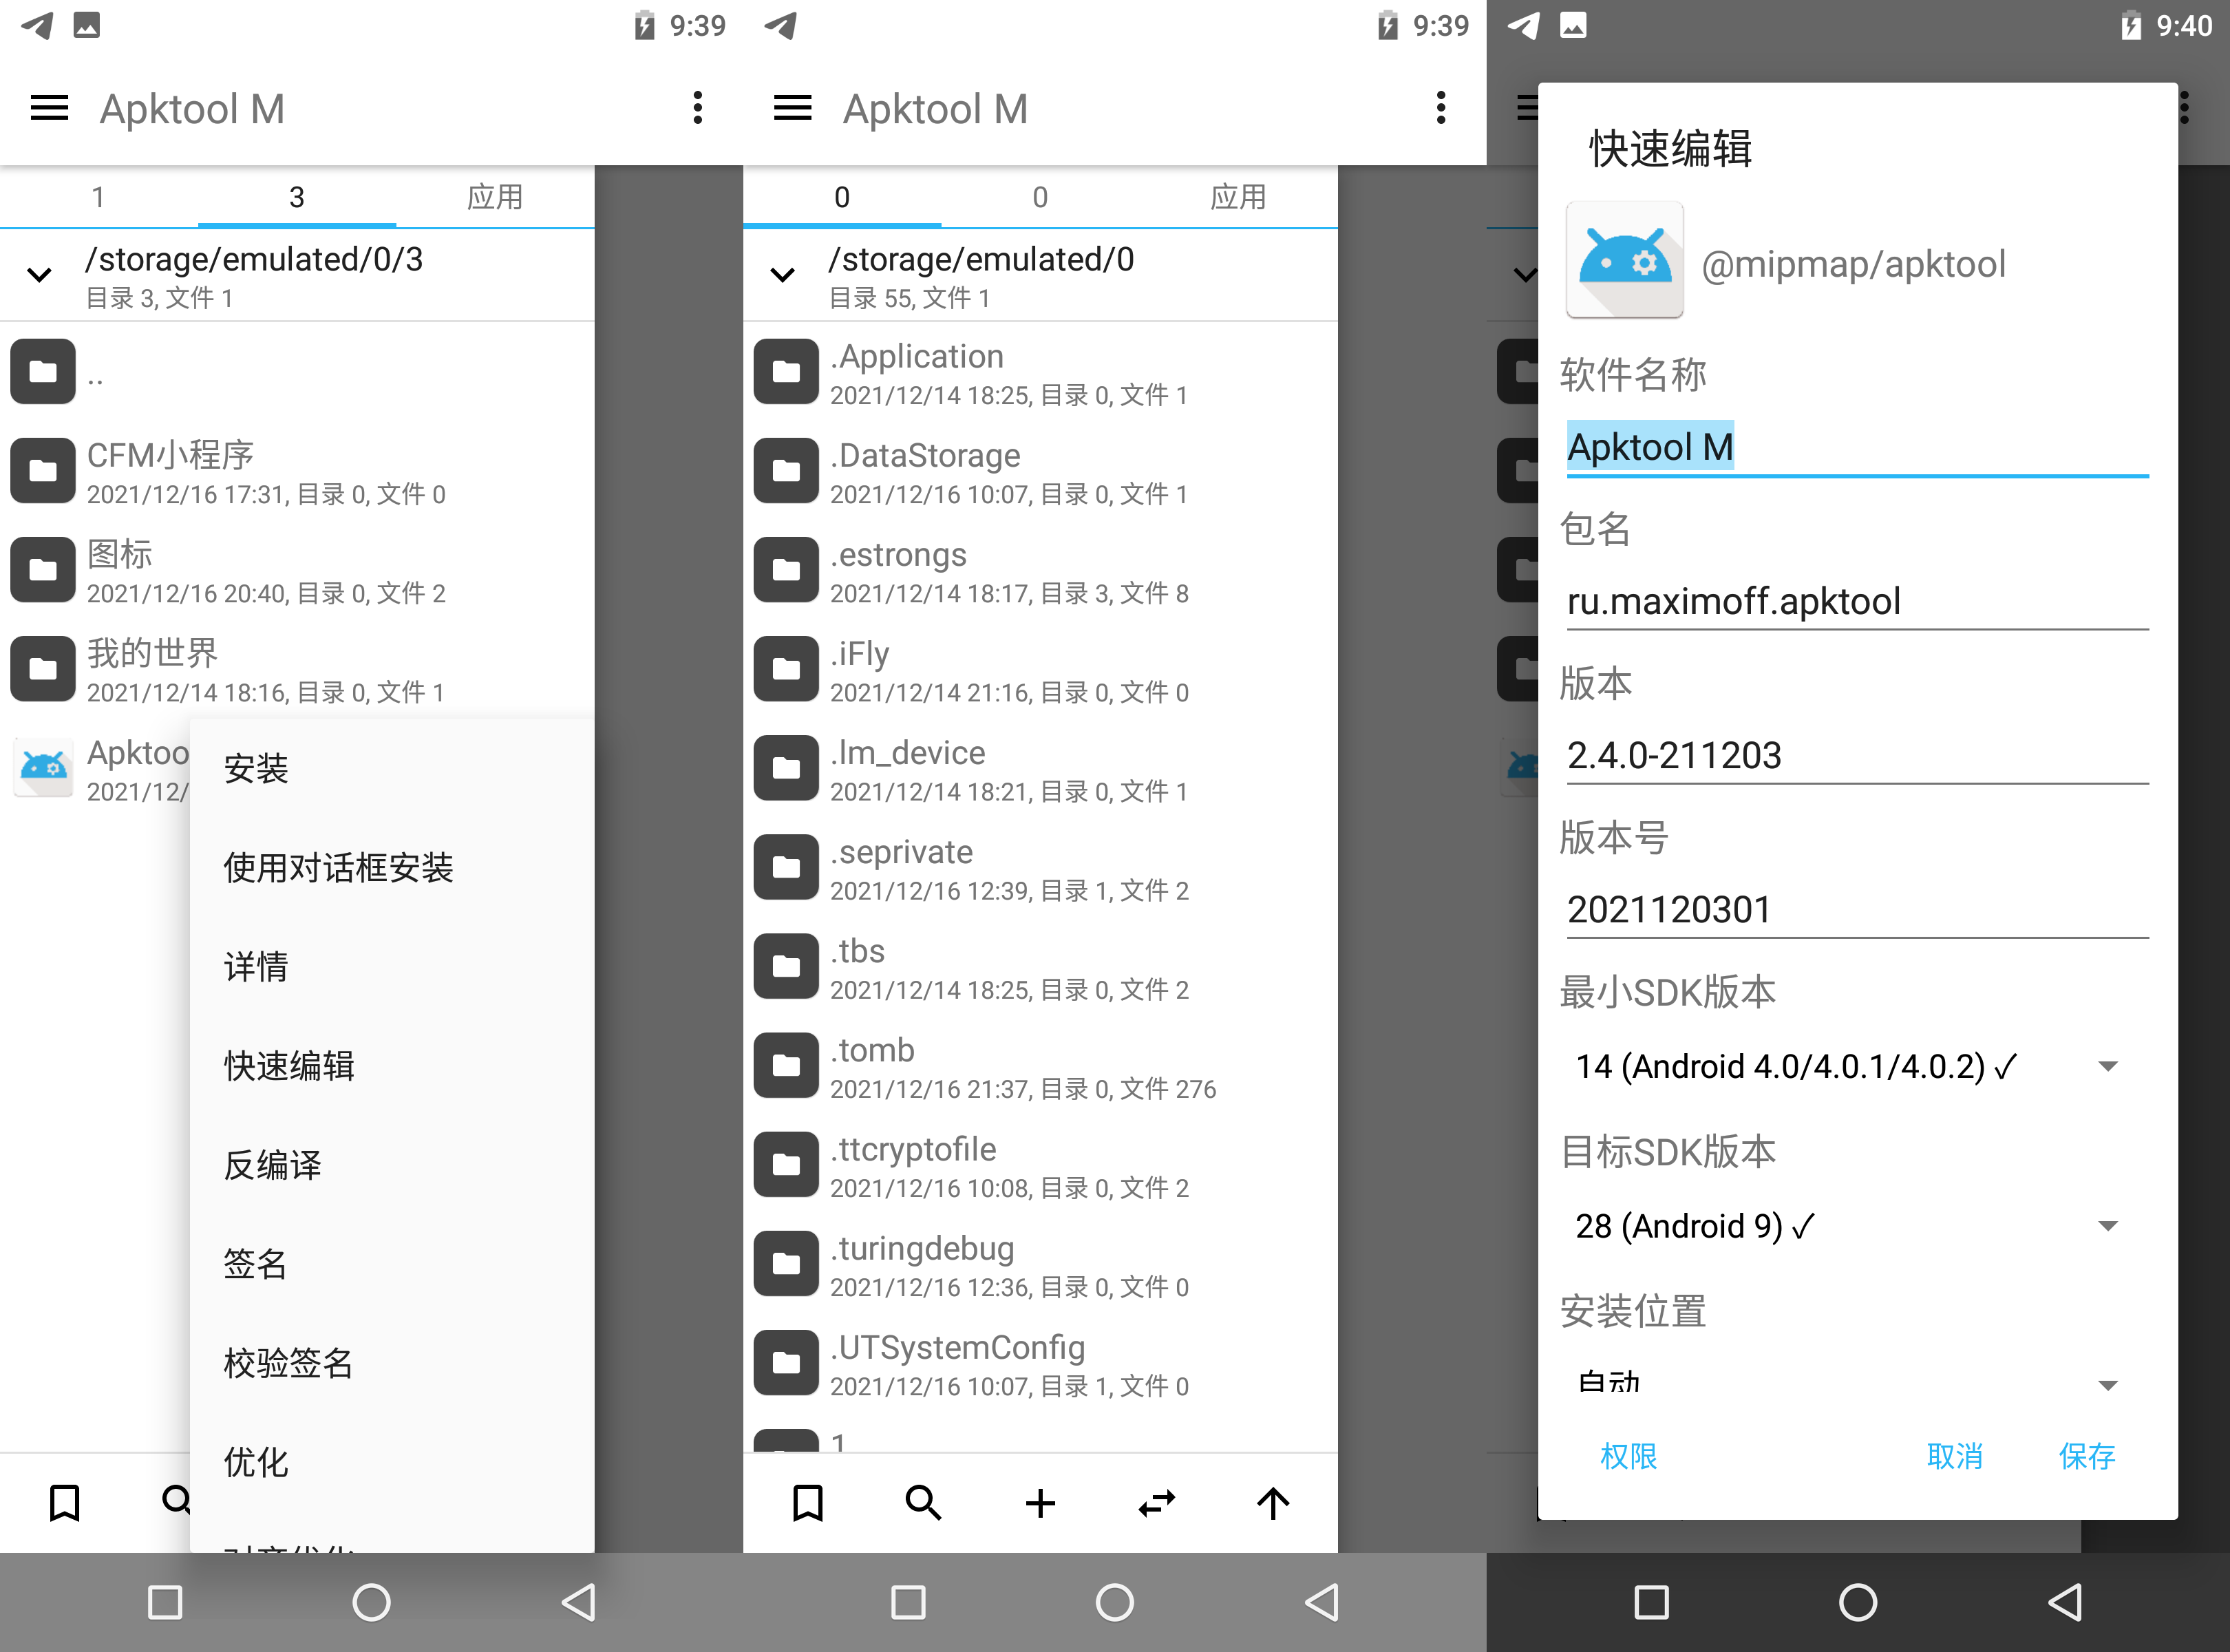 9:39
Apktool M
1
3
应用
/storage/emulated/0/3
目录 3, 文件 1
..
CFM小程序
2021/12/16 17:31, 目录 0, 文件 0
图标
2021/12/16 20:40, 目录 0, 文件 2
我的世界
2021/12/14 18:16, 目录 0, 文件 1
Apktoo
2021/12/
安装
使用对话框安装
详情
快速编辑
反编译
签名
校验签名
优化
9:39
Apktool M
0
0
应用
/storage/emulated/0
目录 55, 文件 1
.Application
2021/12/14 18:25, 目录 0, 文件 1
.DataStorage
2021/12/16 10:07, 目录 0, 文件 1
.estrongs
2021/12/14 18:17, 目录 3, 文件 8
.iFly
2021/12/14 21:16, 目录 0, 文件 0
.lm_device
2021/12/14 18:21, 目录 0, 文件 1
.seprivate
2021/12/16 12:39, 目录 1, 文件 2
.tbs
2021/12/14 18:25, 目录 0, 文件 2
.tomb
2021/12/16 21:37, 目录 0, 文件 276
.ttcryptofile
2021/12/16 10:08, 目录 0, 文件 2
.turingdebug
2021/12/16 12:36, 目录 0, 文件 0
.UTSystemConfig
2021/12/16 10:07, 目录 1, 文件 0
1
9:40
快速编辑
@mipmap/apktool
软件名称
Apktool M
包名
ru.maximoff.apktool
版本
2.4.0-211203
版本号
2021120301
最小SDK版本
14 (Android 4.0/4.0.1/4.0.2) ✓
目标SDK版本
28 (Android 9) ✓
安装位置
自动
权限
取消
保存